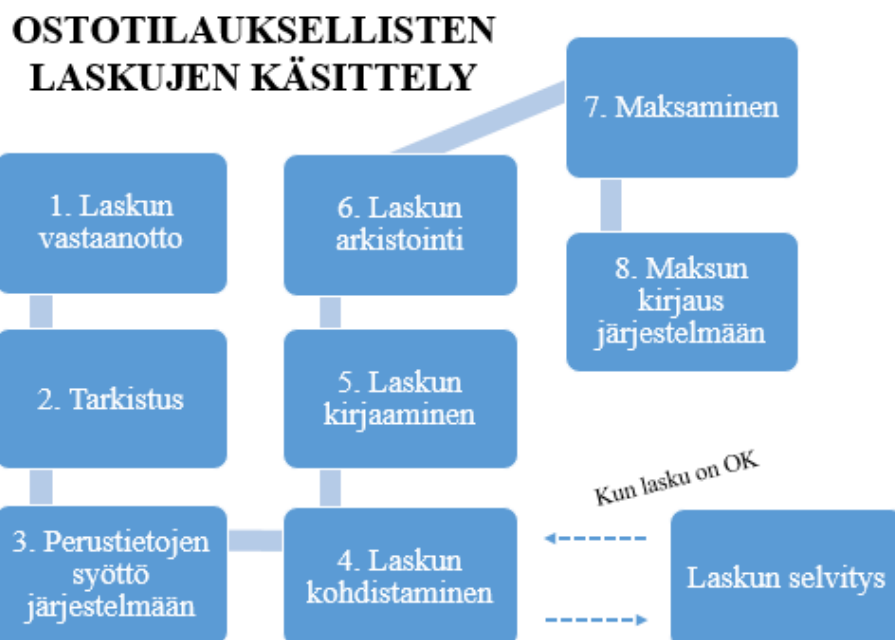 OSTOTILAUKSELLISTEN
LASKUJEN KÄSITTELY
1. Laskun
vastaanotto
2. Tarkistus
3. Perustietojen
syöttö
järjestelmään
4. Laskun
kohdistaminen
Kun lasku on OK
Laskun selvitys
5. Laskun
kirjaaminen
6. Laskun
arkistointi
7. Maksaminen
8. Maksun
kirjaus
järjestelmään